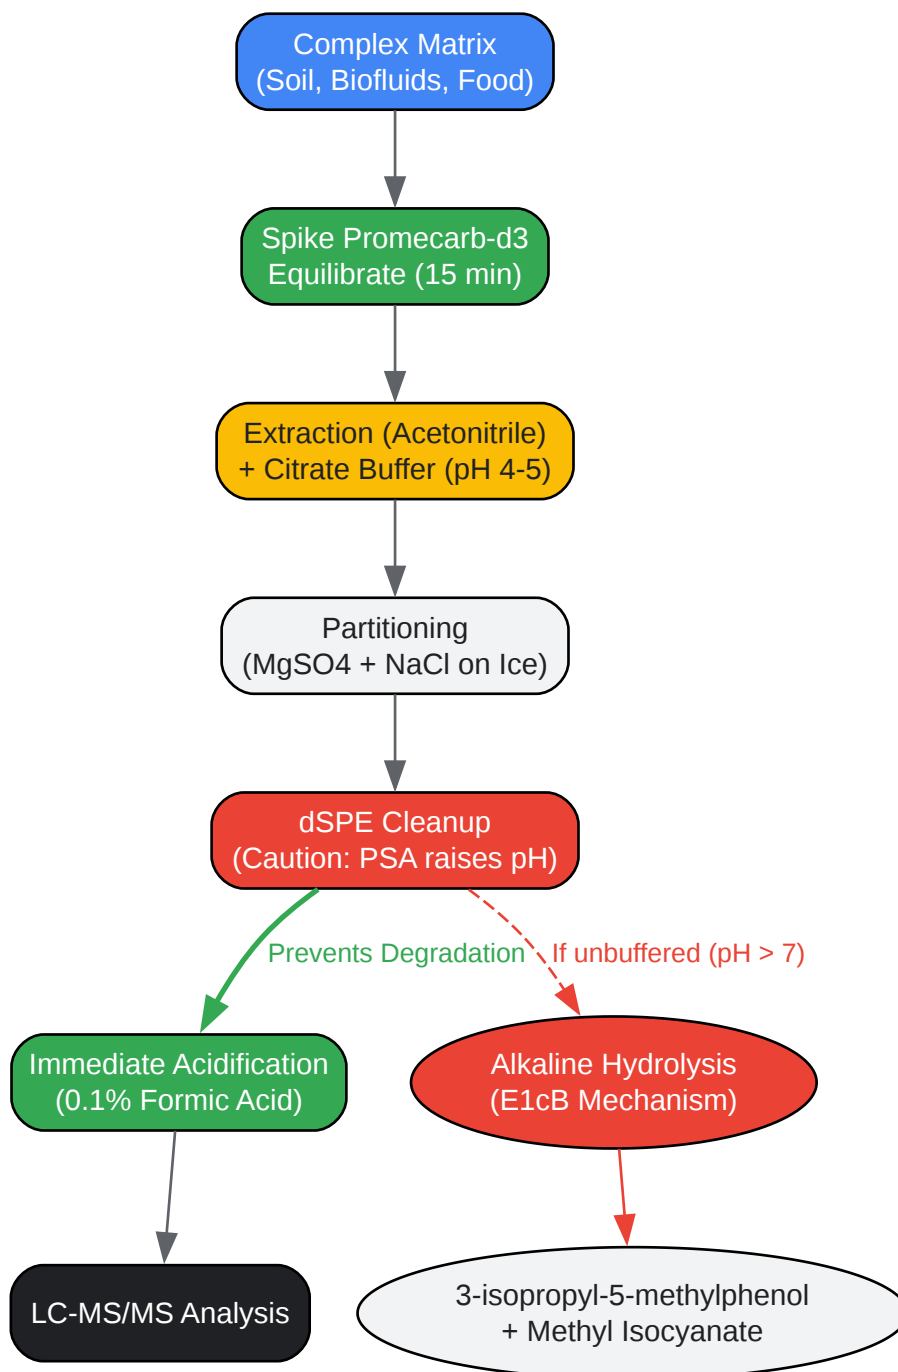 Complex Matrix
(Soil, Biofluids, Food)
Spike Promecarb-d3
Equilibrate (15 min)
Extraction (Acetonitrile)
+ Citrate Buffer (pH 4-5)
Partitioning
(MgSO4 + NaCl on Ice)
dSPE Cleanup
(Caution: PSA raises pH)
Prevents Degradation
If unbuffered (pH > 7)
Immediate Acidification
(0.1% Formic Acid)
Alkaline Hydrolysis
(E1cB Mechanism)
LC-MS/MS Analysis
3-isopropyl-5-methylphenol
+ Methyl Isocyanate